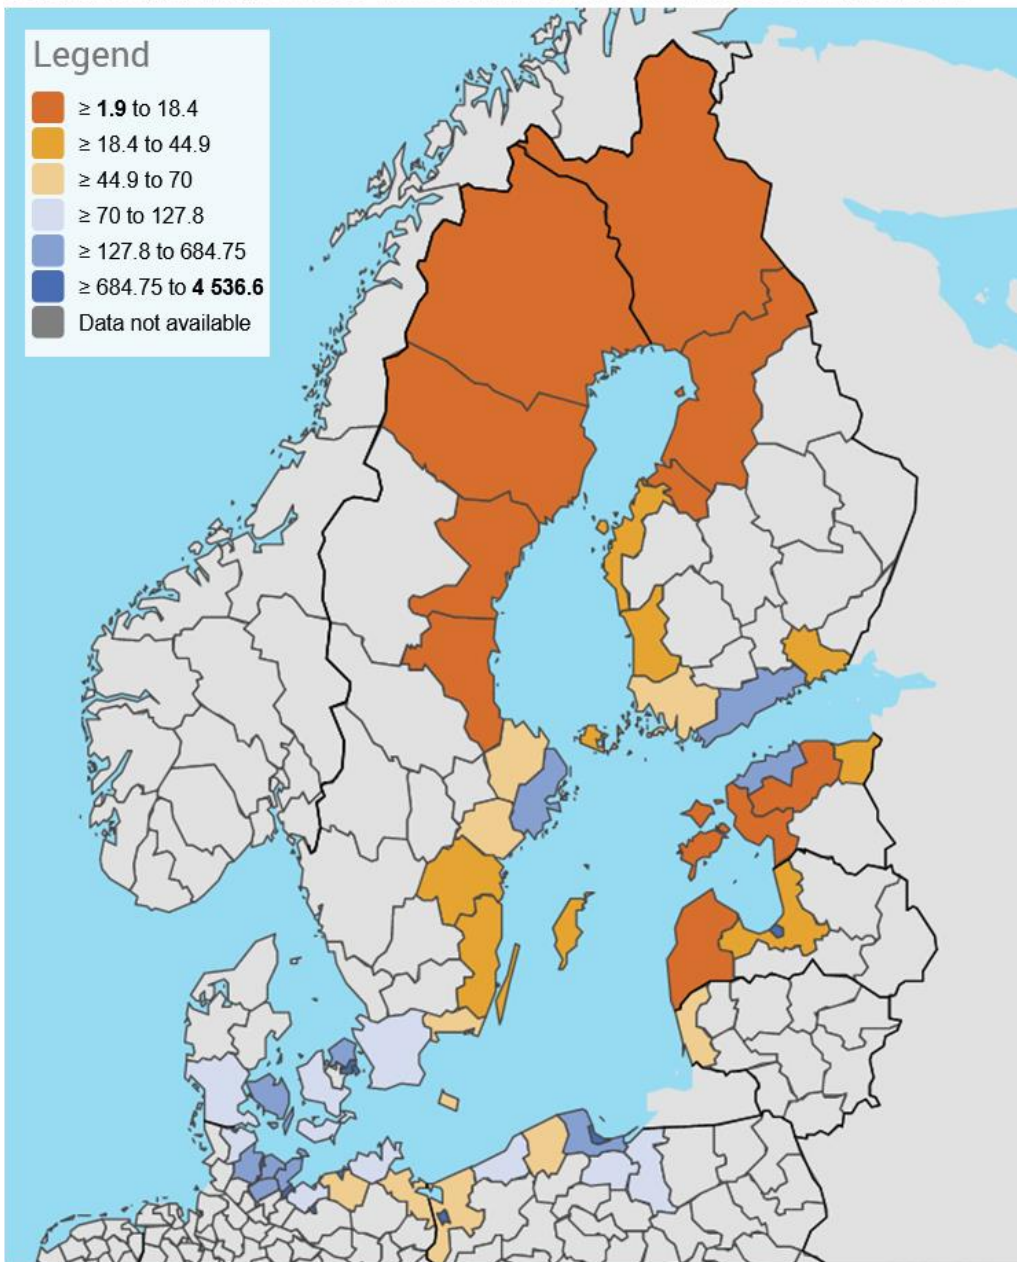 Legend
≥ 1.9 to 18.4
≥ 18.4 to 44.9
≥ 44.9 to 70
≥ 70 to 127.8
≥ 127.8 to 684.75
≥ 684.75 to 4 536.6
Data not available